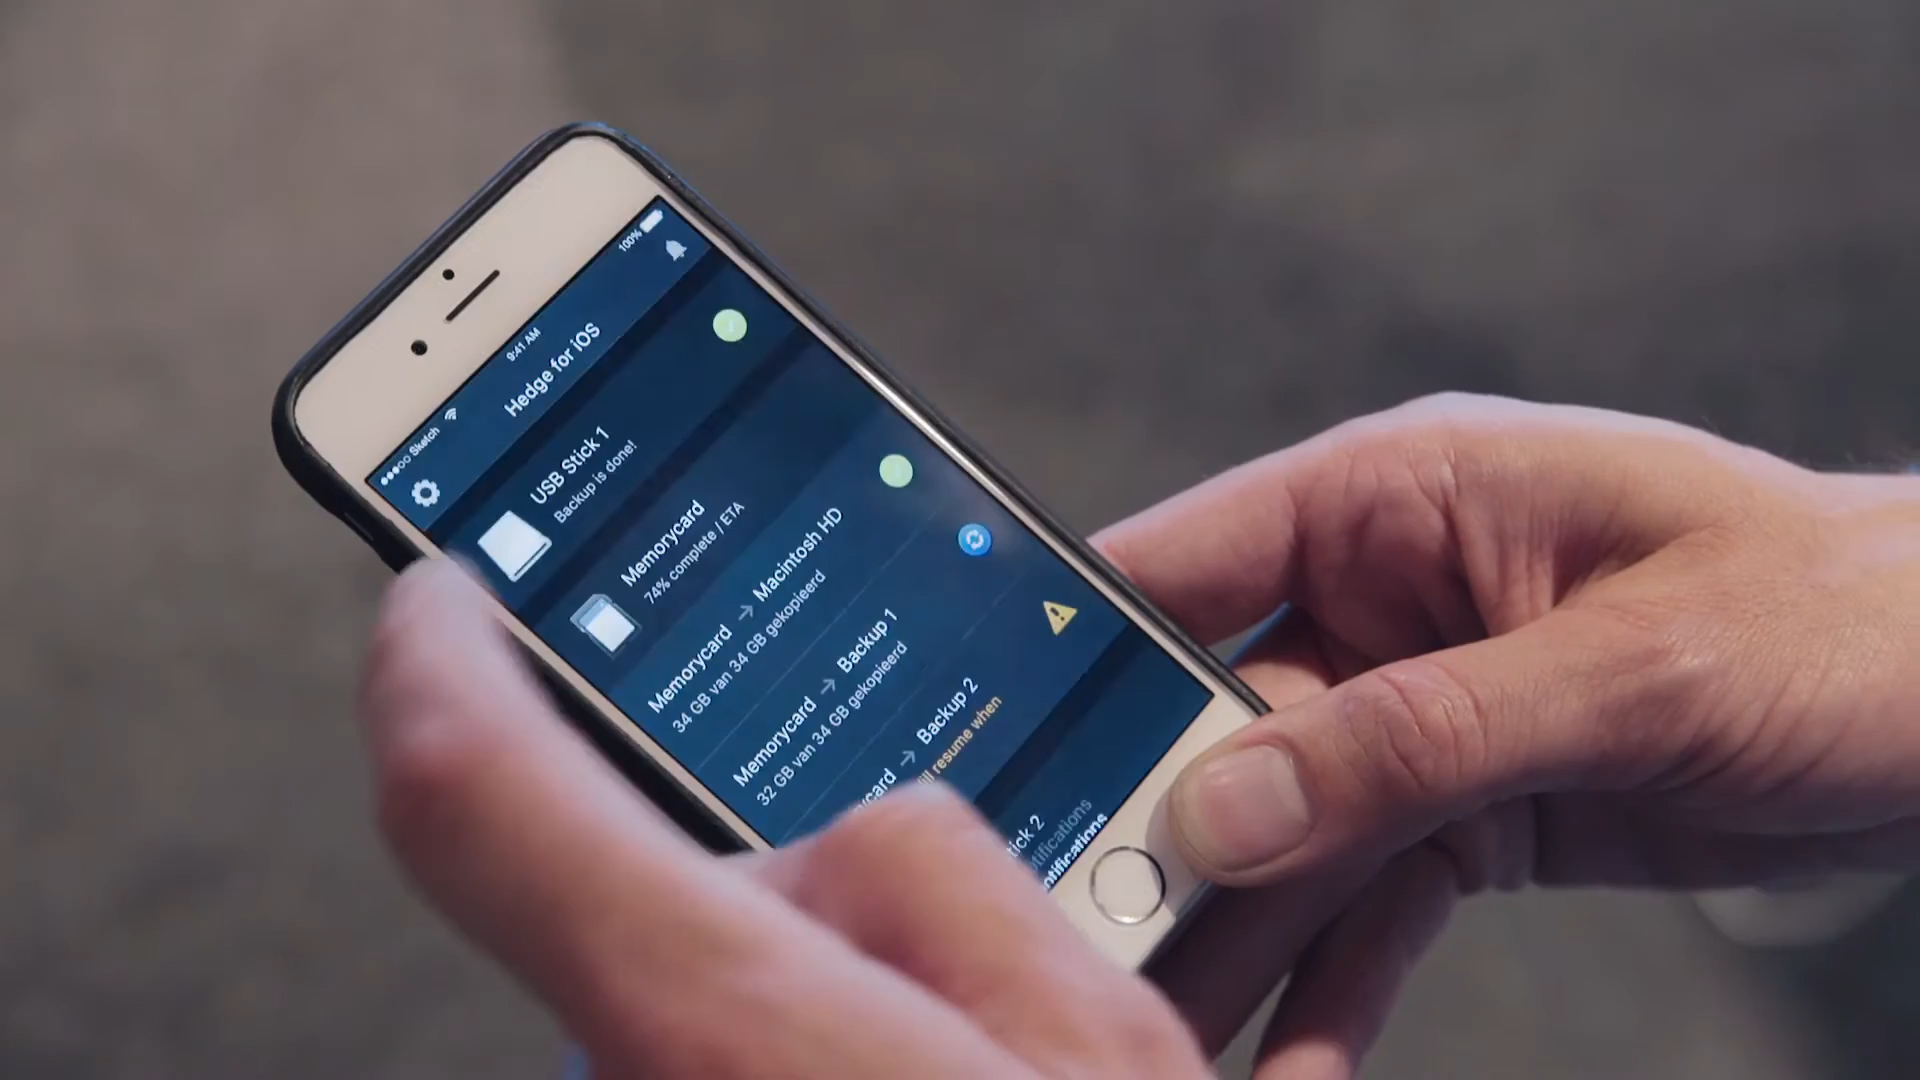 Sketch 9:41 AM 100%
Hedge for iOS
USB Stick 1
Backup is done!
Memorycard
74% complete / ETA
Memorycard → Macintosh HD
34 GB van 34 GB gekopieerd
Memorycard → Backup 1
32 GB van 34 GB gekopieerd
→ Backup 2
resume when
2